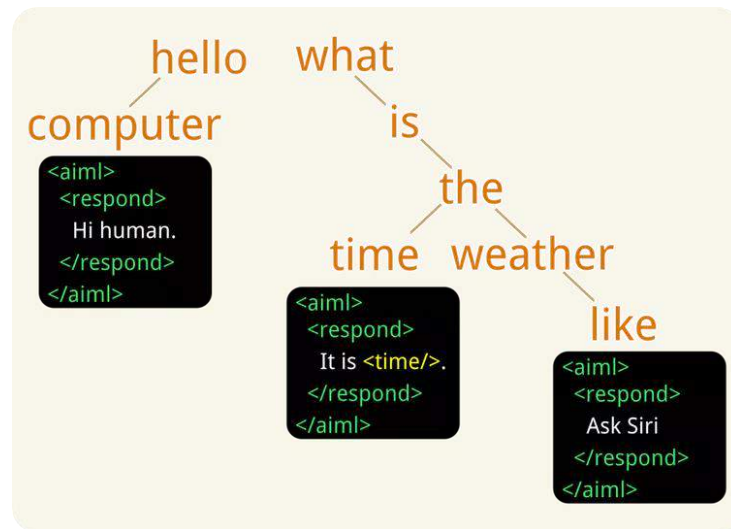 hello what
computer
is
the
time weather
like
<aiml>
<respond>
Hi human.
</respond>
</aiml>
<aiml>
<respond>
It is <time/>.
</respond>
</aiml>
<aiml>
<respond>
Ask Siri
</respond>
</aiml>